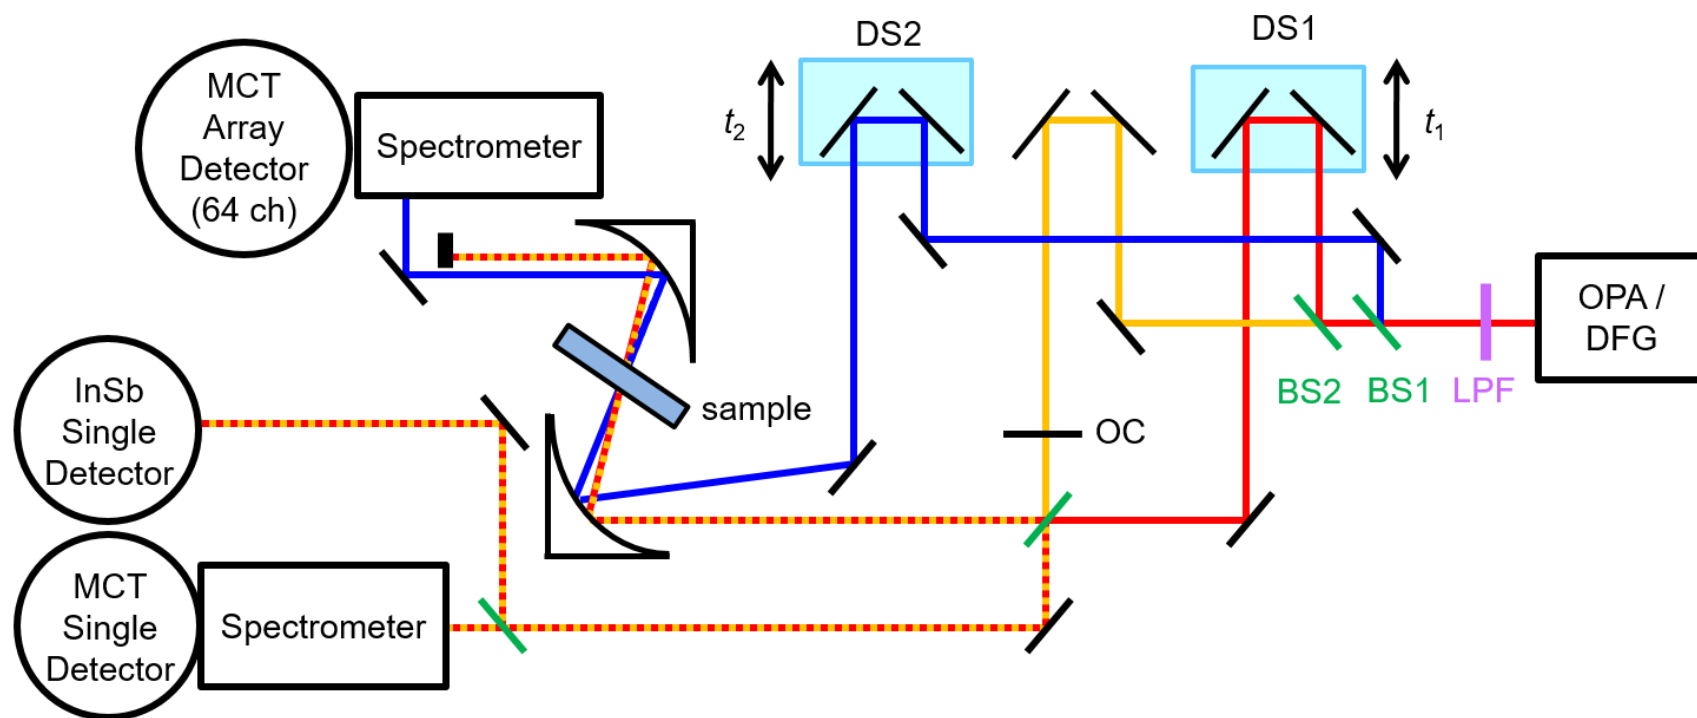 DS2
DS1
MCT
Array
Detector
(64 ch)
Spectrometer
t2
t1
OPA /
DFG
BS2
BS1
LPF
sample
OC
InSb
Single
Detector
MCT
Single
Detector
Spectrometer